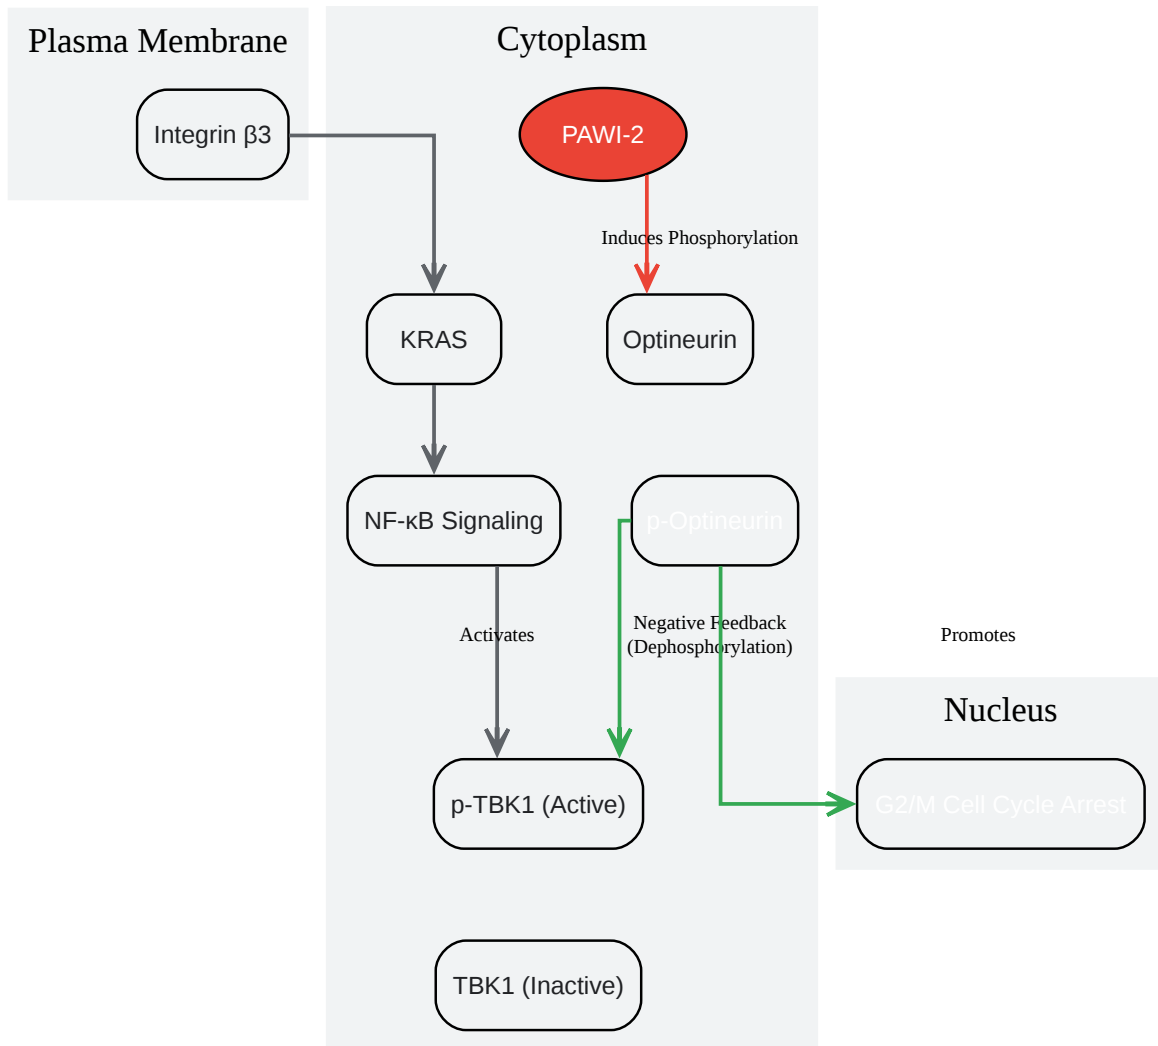 Plasma Membrane
Cytoplasm
Integrin β3
PAWI-2
Induces Phosphorylation
KRAS
Optineurin
NF-κB Signaling
p-Optineurin
Activates
Negative Feedback
(Dephosphorylation)
Promotes
Nucleus
p-TBK1 (Active)
G2/M Cell Cycle Arrest
TBK1 (Inactive)